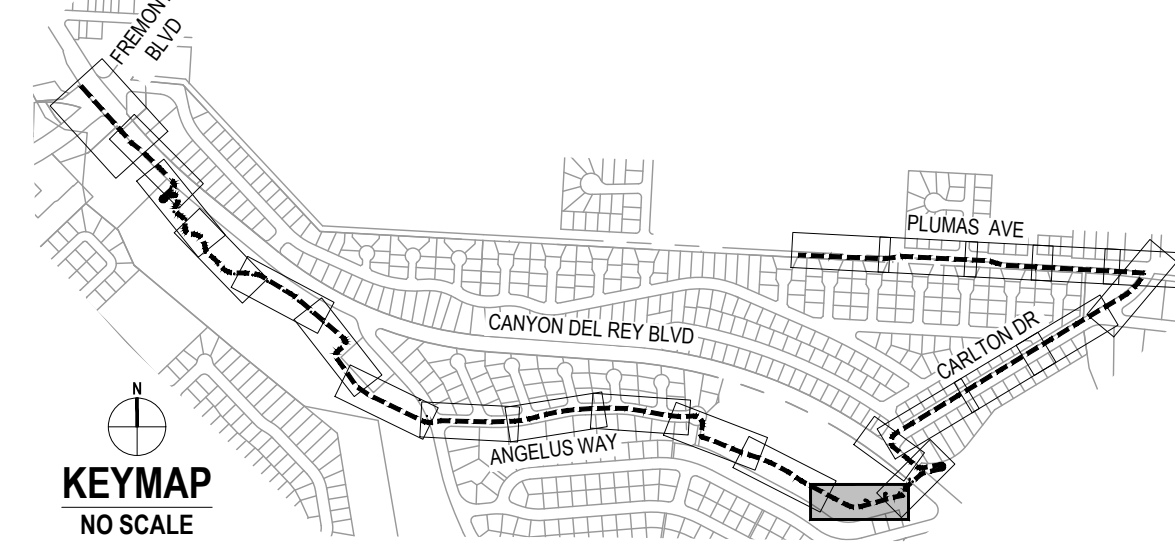 FREMONT
BLVD
PLUMAS AVE
CANYON DEL REY BLVD
CARLTON DR
ANGELUS WAY
N
KEYMAP
NO SCALE